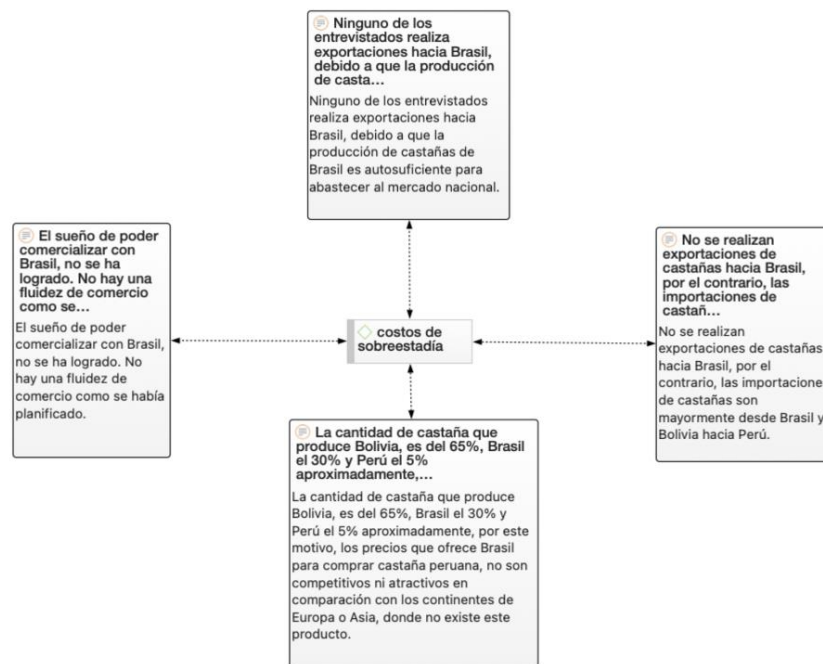 Ninguno de los
entrevistados realiza
exportaciones hacia Brasil,
debido a que la producción
de casta...
Ninguno de los entrevistados
realiza exportaciones hacia
Brasil, debido a que la
producción de castañas de
Brasil es autosuficiente para
abastecer al mercado nacional.
El sueño de poder
comercializar con
Brasil, no se ha
logrado. No hay una
fluidez de comercio
como se...
El sueño de poder
comercializar con Brasil,
no se ha logrado. No
hay una fluidez de
comercio como se había
planificado.
costos de
sobreestadía
No se realizan
exportaciones de
castañas hacia Brasil,
por el contrario, las
importaciones de
castañ...
No se realizan
exportaciones de castañas
hacia Brasil, por el
contrario, las importacione
de castañas son
mayormente desde Brasil y
Bolivia hacia Perú.
La cantidad de castaña que
produce Bolivia, es del 65%, Brasil
el 30% y Perú el 5%
aproximadamente,...
La cantidad de castaña que produce
Bolivia, es del 65%, Brasil el 30% y
Perú el 5% aproximadamente, por este
motivo, los precios que ofrece Brasil
para comprar castaña peruana, no son
competitivos ni atractivos en
comparación con los continentes de
Europa o Asia, donde no existe este
producto.